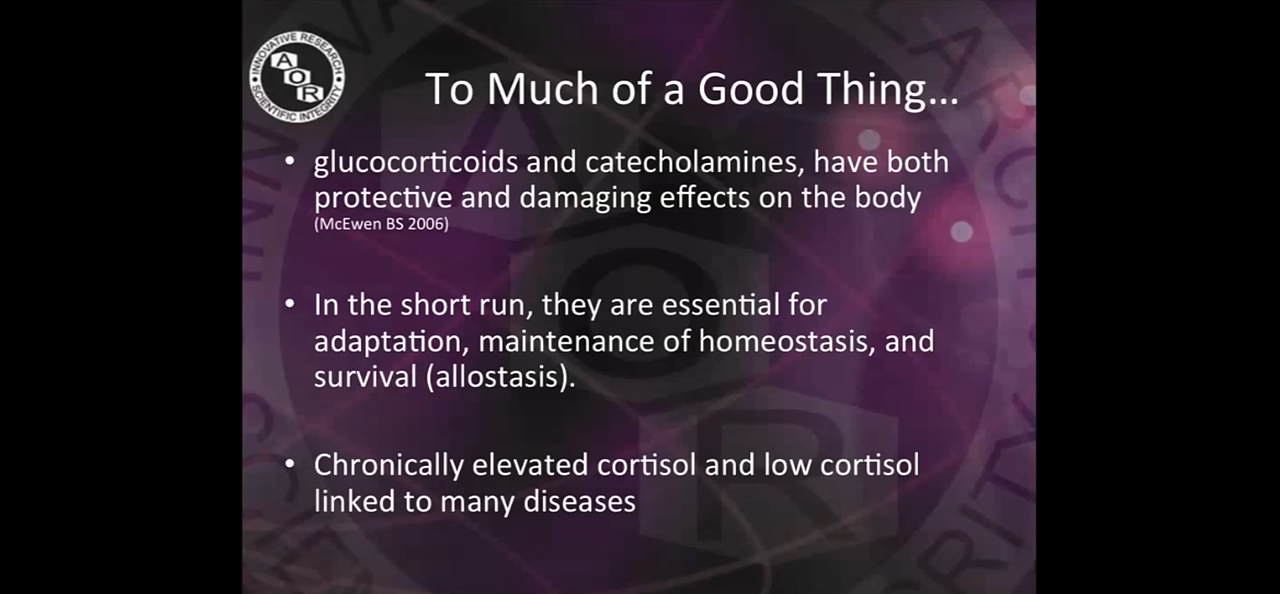 INNOVATIVE RESEARCH
AOR
SCIENTIFIC INTEGRITY
To Much of a Good Thing...
• glucocorticoids and catecholamines, have both
protective and damaging effects on the body
(McEwen BS 2006)
• In the short run, they are essential for
adaptation, maintenance of homeostasis, and
survival (allostasis).
• Chronically elevated cortisol and low cortisol
linked to many diseases